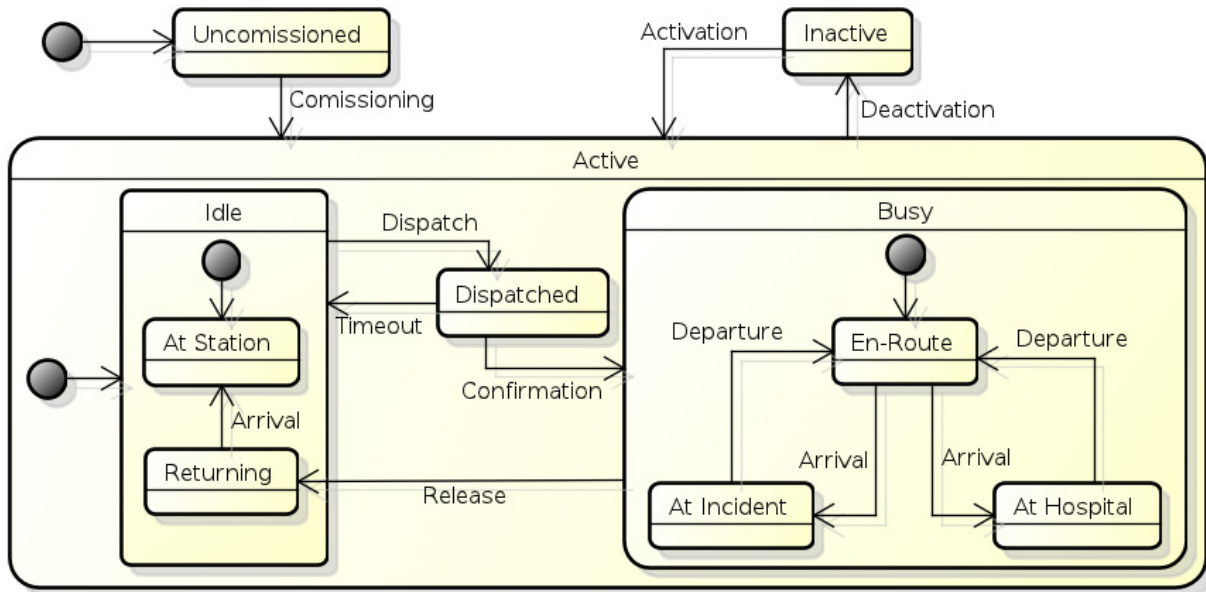 Uncomissioned
Activation
Inactive
Comissioning
Deactivation
Active
Idle
Dispatch
Busy
Dispatched
Timeout
At Station
Departure
En-Route
Departure
Confirmation
Arrival
Returning
Release
Arrival
Arrival
At Incident
At Hospital